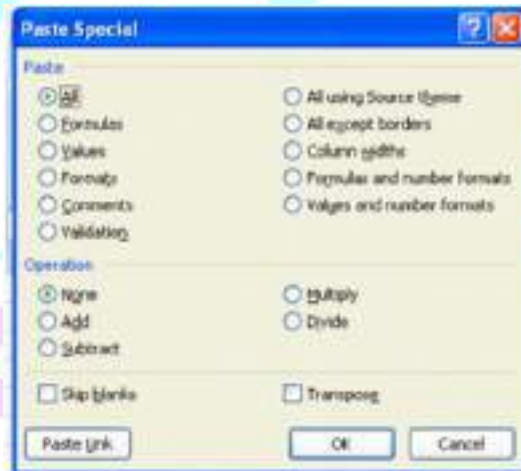 Paste Special
Paste
All
All using Source theme
Formulas
All except borders
Values
Column widths
Formats
Formulas and number formats
Comments
Values and number formats
Validation
Operation
None
Multiply
Add
Divide
Subtract
Skip blanks
Transpose
Paste Link
OK
Cancel